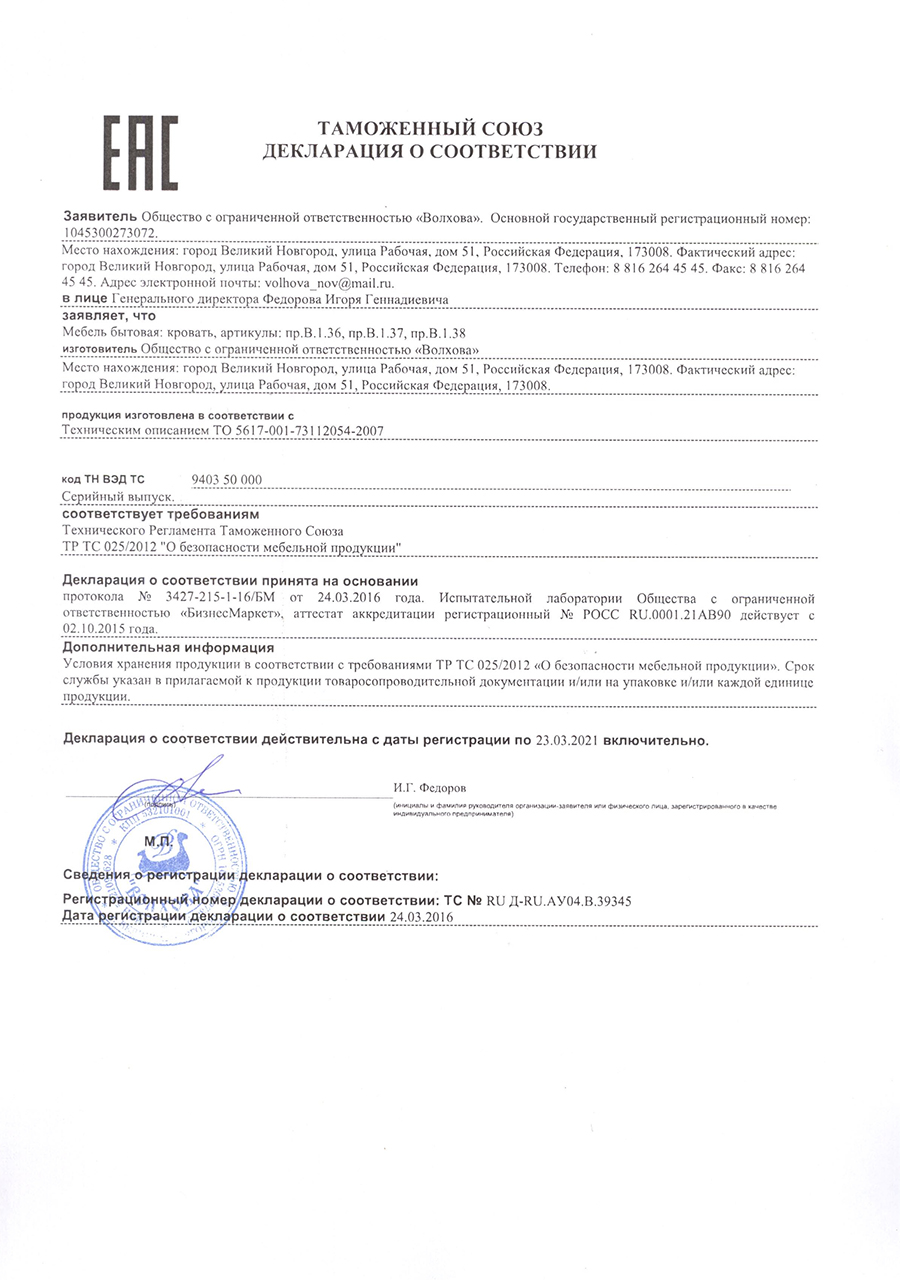 ЕАС
ТАМОЖЕННЫЙ СОЮЗ
ДЕКЛАРАЦИЯ О СООТВЕТСТВИИ
Заявитель Общество с ограниченной ответственностью «Волхова». Основной государственный регистрационный номер:
1045300273072.
Место нахождения: город Великий Новгород, улица Рабочая, дом 51, Российская Федерация, 173008. Фактический адрес:
город Великий Новгород, улица Рабочая, дом 51, Российская Федерация, 173008. Телефон: 8 816 264 45 45. Факс: 8 816 264
45 45. Адрес электронной почты: volhova_nov@mail.ru.
в лице Генерального директора Федорова Игоря Геннадиевича
заявляет, что
Мебель бытовая: кровать, артикулы: пр.В.1.36, пр.В.1.37, пр.В.1.38
изготовитель Общество с ограниченной ответственностью «Волхова»
Место нахождения: город Великий Новгород, улица Рабочая, дом 51, Российская Федерация, 173008. Фактический адрес:
город Великий Новгород, улица Рабочая, дом 51, Российская Федерация, 173008.
продукция изготовлена в соответствии с
Техническим описанием ТО 5617-001-73112054-2007
код ТН ВЭД ТС 9403 50 000
Серийный выпуск.
соответствует требованиям
Технического Регламента Таможенного Союза
ТР ТС 025/2012 "О безопасности мебельной продукции"
Декларация о соответствии принята на основании
протокола № 3427-215-1-16/БМ от 24.03.2016 года. Испытательной лаборатории Общества с ограниченной
ответственностью «БизнесМаркет», аттестат аккредитации регистрационный № РОСС RU.0001.21АВ90 действует с
02.10.2015 года.
Дополнительная информация
Условия хранения продукции в соответствии с требованиями ТР ТС 025/2012 «О безопасности мебельной продукции». Срок
службы указан в прилагаемой к продукции товаросопроводительной документации и/или на упаковке и/или каждой единице
продукции.
Декларация о соответствии действительна с даты регистрации по 23.03.2021 включительно.
И.Г. Федоров
(подпись)
(инициалы и фамилия руководителя организации-заявителя или физического лица, зарегистрированного в качестве
индивидуального предпринимателя)
ОБЩЕСТВО С ОГРАНИЧЕННОЙ ОТВЕТСТВЕННОСТЬЮ
КПП 532101001
М.П.
Сведения о регистрации декларации о соответствии:
Регистрационный номер декларации о соответствии: ТС № RU Д-RU.АУ04.В.39345
Дата регистрации декларации о соответствии 24.03.2016